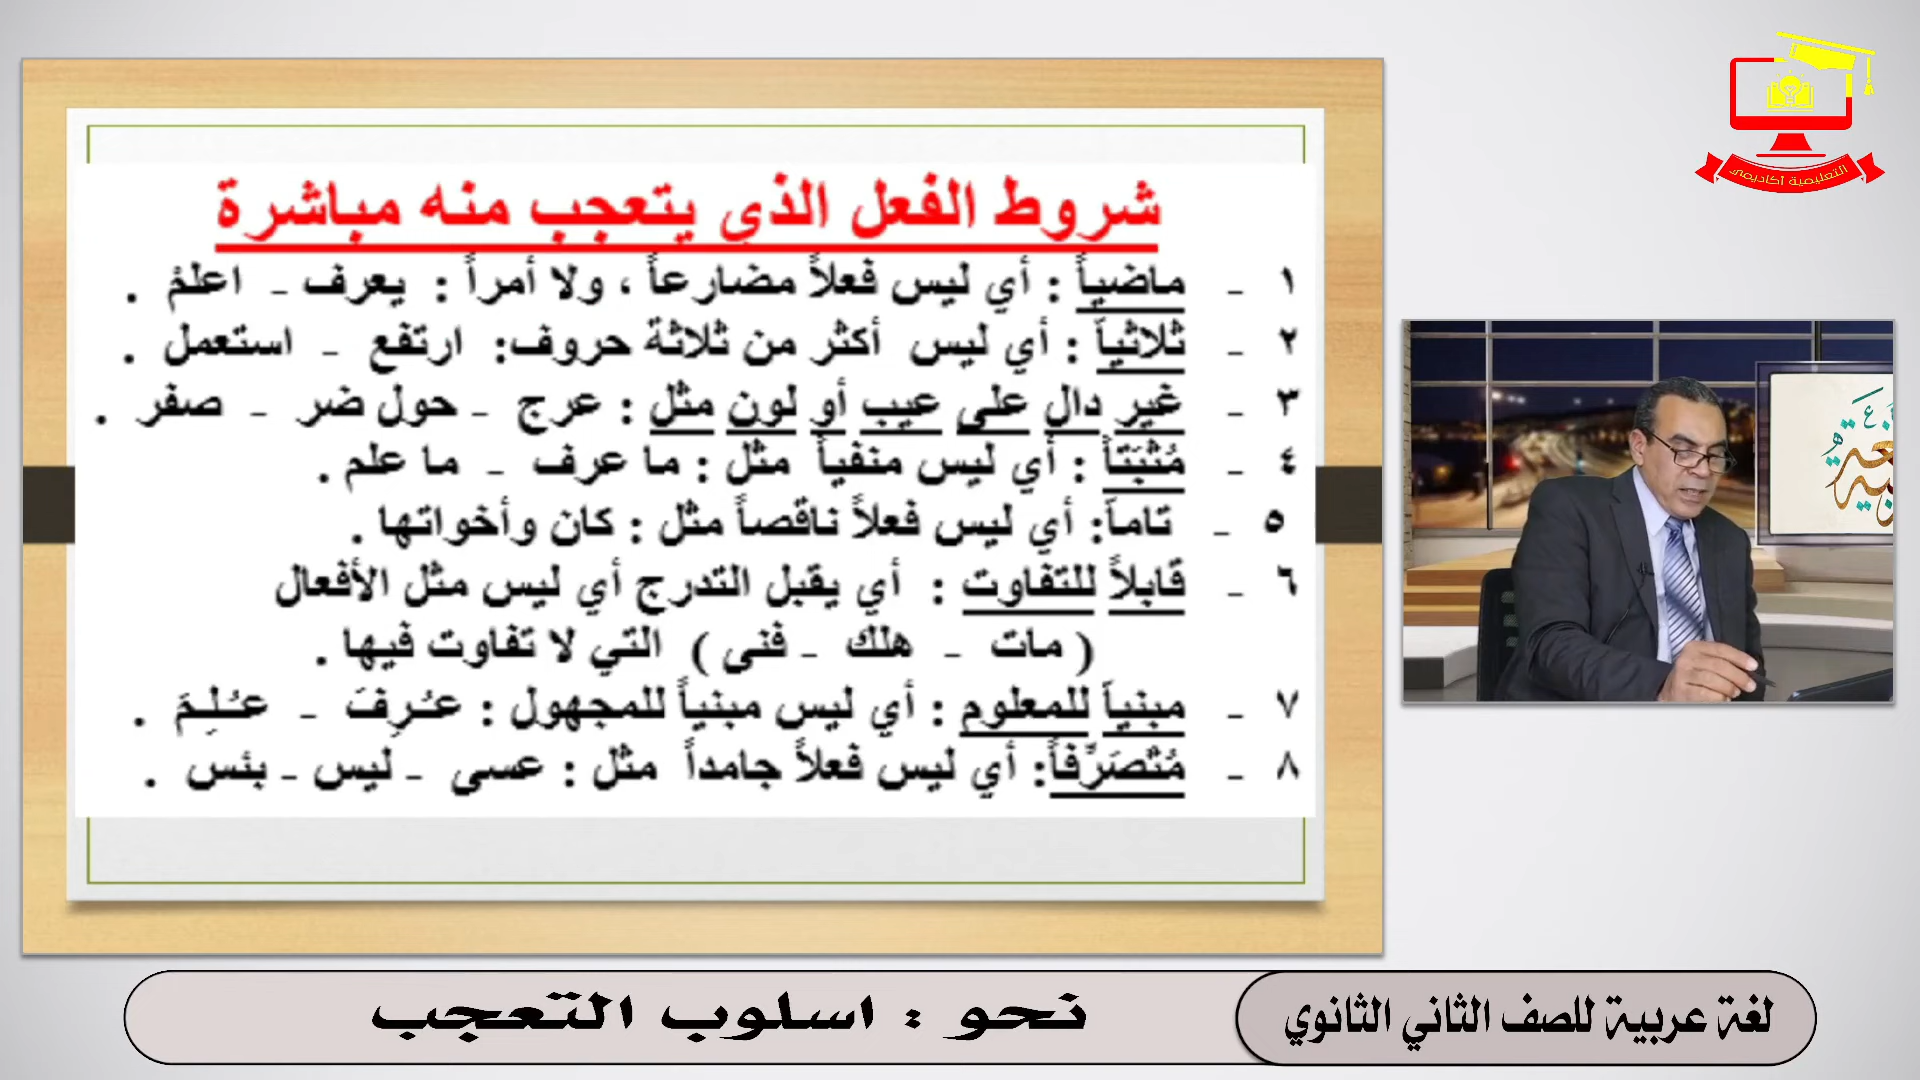 شروط الفعل الذي يتعجب منه مباشرة
١ - ماضياً : أي ليس فعلاً مضارعاً ، ولا أمراً : يعرف - اعلمْ .
٢ - ثلاثياً : أي ليس أكثر من ثلاثة حروف: ارتفع - استعمل .
٣ - غير دال على عيب أو لون مثل : عرج - حول ضر - صفر .
٤ - مُثْبَتاً : أي ليس منفياً مثل : ما عرف - ما علم .
٥ - تاماً: أي ليس فعلاً ناقصاً مثل : كان وأخواتها .
٦ - قابلاً للتفاوت : أي يقبل التدرج أي ليس مثل الأفعال
( مات - هلك - فنى ) التي لا تفاوت فيها .
٧ - مبنياً للمعلوم : أي ليس مبنياً للمجهول : عُـرِفَ - عُـلِـمَ .
٨ - مُتْصَرِّفاً: أي ليس فعلاً جامداً مثل : عسى - ليس - بئس .
التعليمية أكاديمي
لغة عربية للصف الثاني الثانوي
نحو : اسلوب التعجب